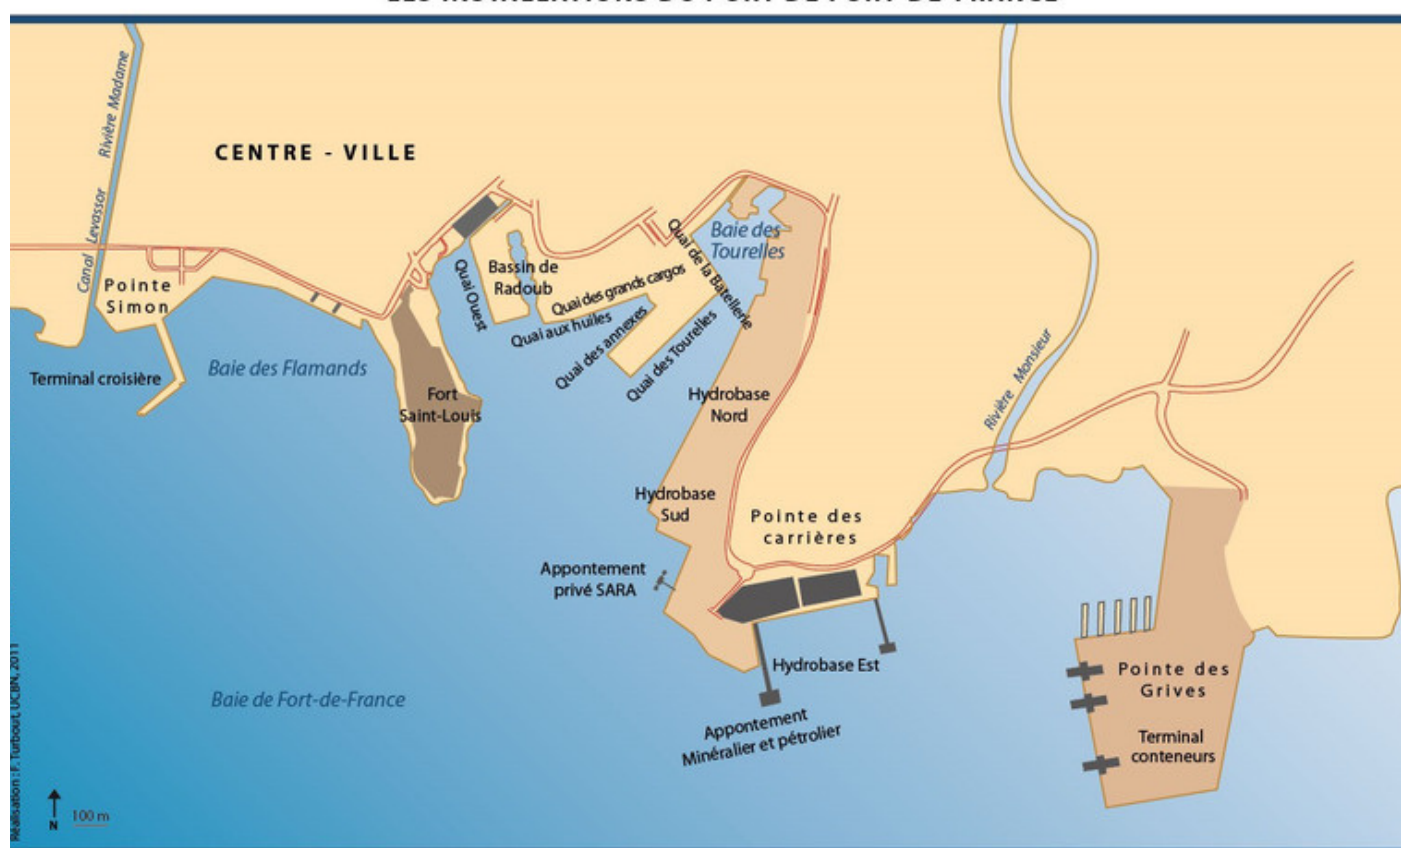 Rivière Madame
CENTRE - VILLE
Canal Levassor
Baie des
Tourelles
Quai de la Batellerie
Pointe
Simon
Quai Ouest
Bassin de
Radoub
Quai des grands cargos
Quai aux huiles
Quai des annexes
Quai des Tourelles
Terminal croisière
Baie des Flamands
Fort
Saint-Louis
Hydrobase
Nord
Rivière Monsieur
Hydrobase
Sud
Pointe des
carrières
Appontement
privé SARA
Hydrobase Est
Baie de Fort-de-France
Appontement
Minéralier et pétrolier
Pointe des
Grives
Terminal
conteneurs
Réalisation : F. Turbout, UCBN, 2011
N
100 m